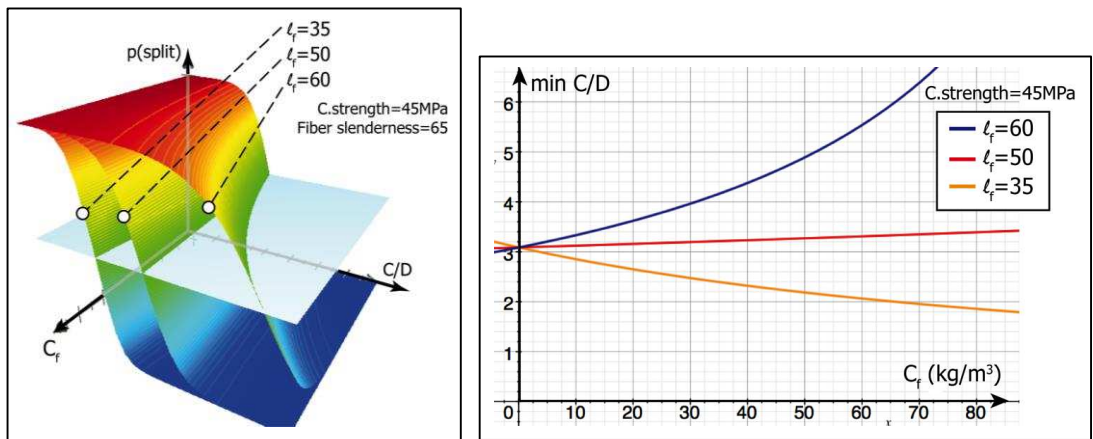 p(split)
ℓf=35
ℓf=50
ℓf=60
C.strength=45MPa
Fiber slenderness=65
C/D
Cf
min C/D
C.strength=45MPa
ℓf=60
ℓf=50
ℓf=35
6
5
4
3
2
1
0 10 20 30 40 50 60 70 80
x
Cf (kg/m³)